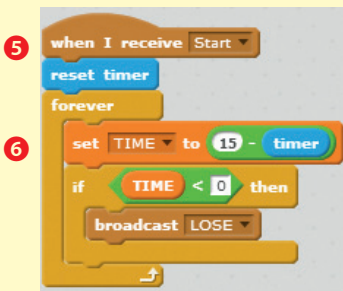 5 when I receive Start
reset timer
forever
6 set TIME to 15 - timer
if TIME < 0 then
broadcast LOSE